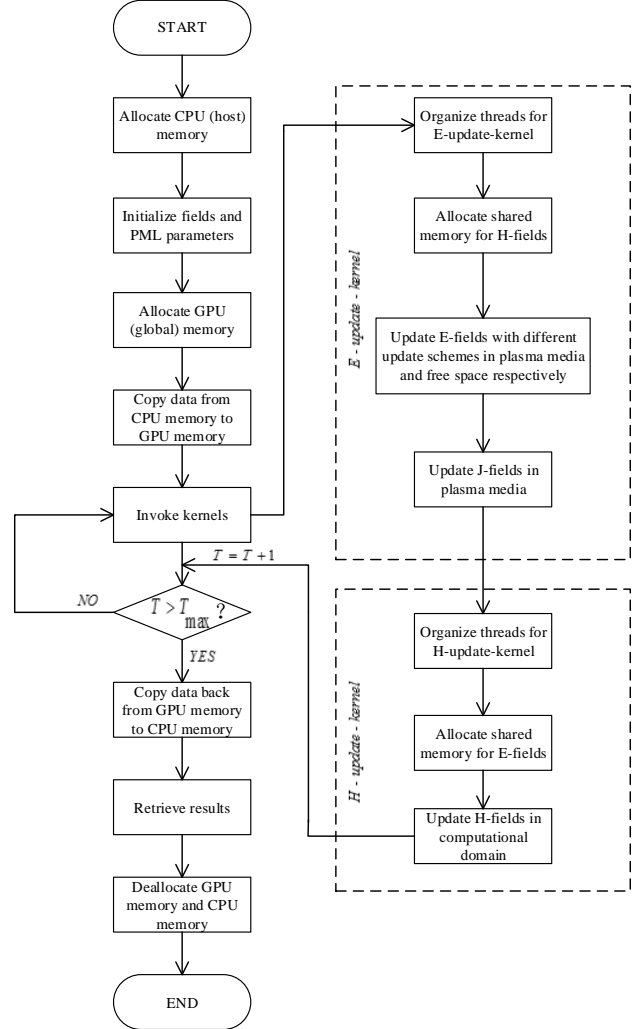 START
Allocate CPU (host)
memory
Initialize fields and
PML parameters
Allocate GPU
(global) memory
Copy data from
CPU memory to
GPU memory
Invoke kernels
T = T +1
NO
T > T max ?
YES
Copy data back
from GPU memory
to CPU memory
Retrieve results
Deallocate GPU
memory and CPU
memory
END
E - update - kernel
Organize threads for
E-update-kernel
Allocate shared
memory for H-fields
Update E-fields with different
update schemes in plasma media
and free space respectively
Update J-fields in
plasma media
H - update - kernel
Organize threads for
H-update-kernel
Allocate shared
memory for E-fields
Update H-fields in
computational
domain